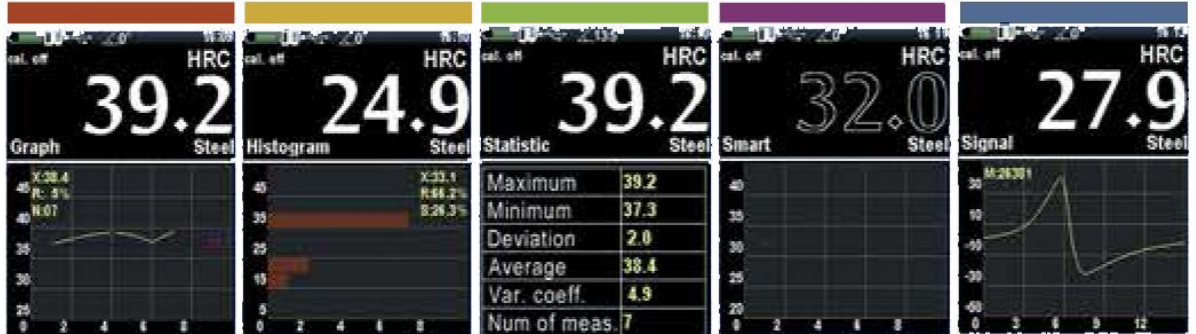 cal. off HRC
39.2
Graph Steel
X:38.4
R: 5%
N:07
45
40
35
30
25
0 2 4 6 8
cal. off HRC
24.9
Histogram Steel
X:33.1
R:66.2%
S:26.3%
45
35
25
15
5
0 2 4 6 8
cal. off HRC
39.2
Statistic Steel
Maximum 39.2
Minimum 37.3
Deviation 2.0
Average 38.4
Var. coeff. 4.9
Num of meas. 7
cal. off HRC
32.0
Smart Steel
40
35
30
25
20
0 2 4 6 8
cal. off HRC
27.9
Signal Steel
M:26301
30
10
-10
-30
0 3 6 9 12